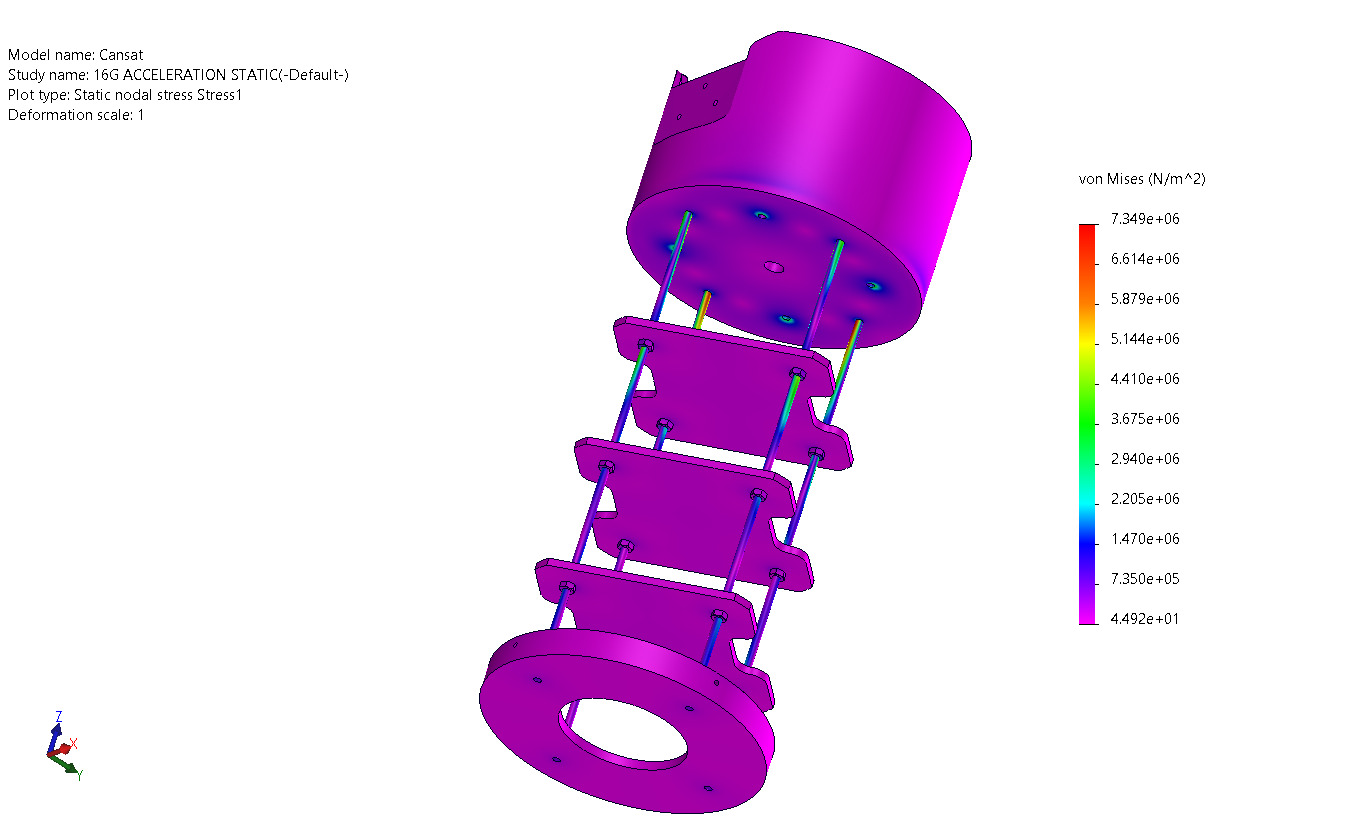 Model name: Cansat
Study name: 16G ACCELERATION STATIC(-Default-)
Plot type: Static nodal stress Stress1
Deformation scale: 1
von Mises (N/m^2)
7.349e+06
6.614e+06
5.879e+06
5.144e+06
4.410e+06
3.675e+06
2.940e+06
2.205e+06
1.470e+06
7.350e+05
4.492e+01
Z
X
Y